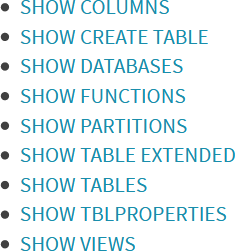 SHOW COLUMNS
SHOW CREATE TABLE
SHOW DATABASES
SHOW FUNCTIONS
SHOW PARTITIONS
SHOW TABLE EXTENDED
SHOW TABLES
SHOW TBLPROPERTIES
SHOW VIEWS